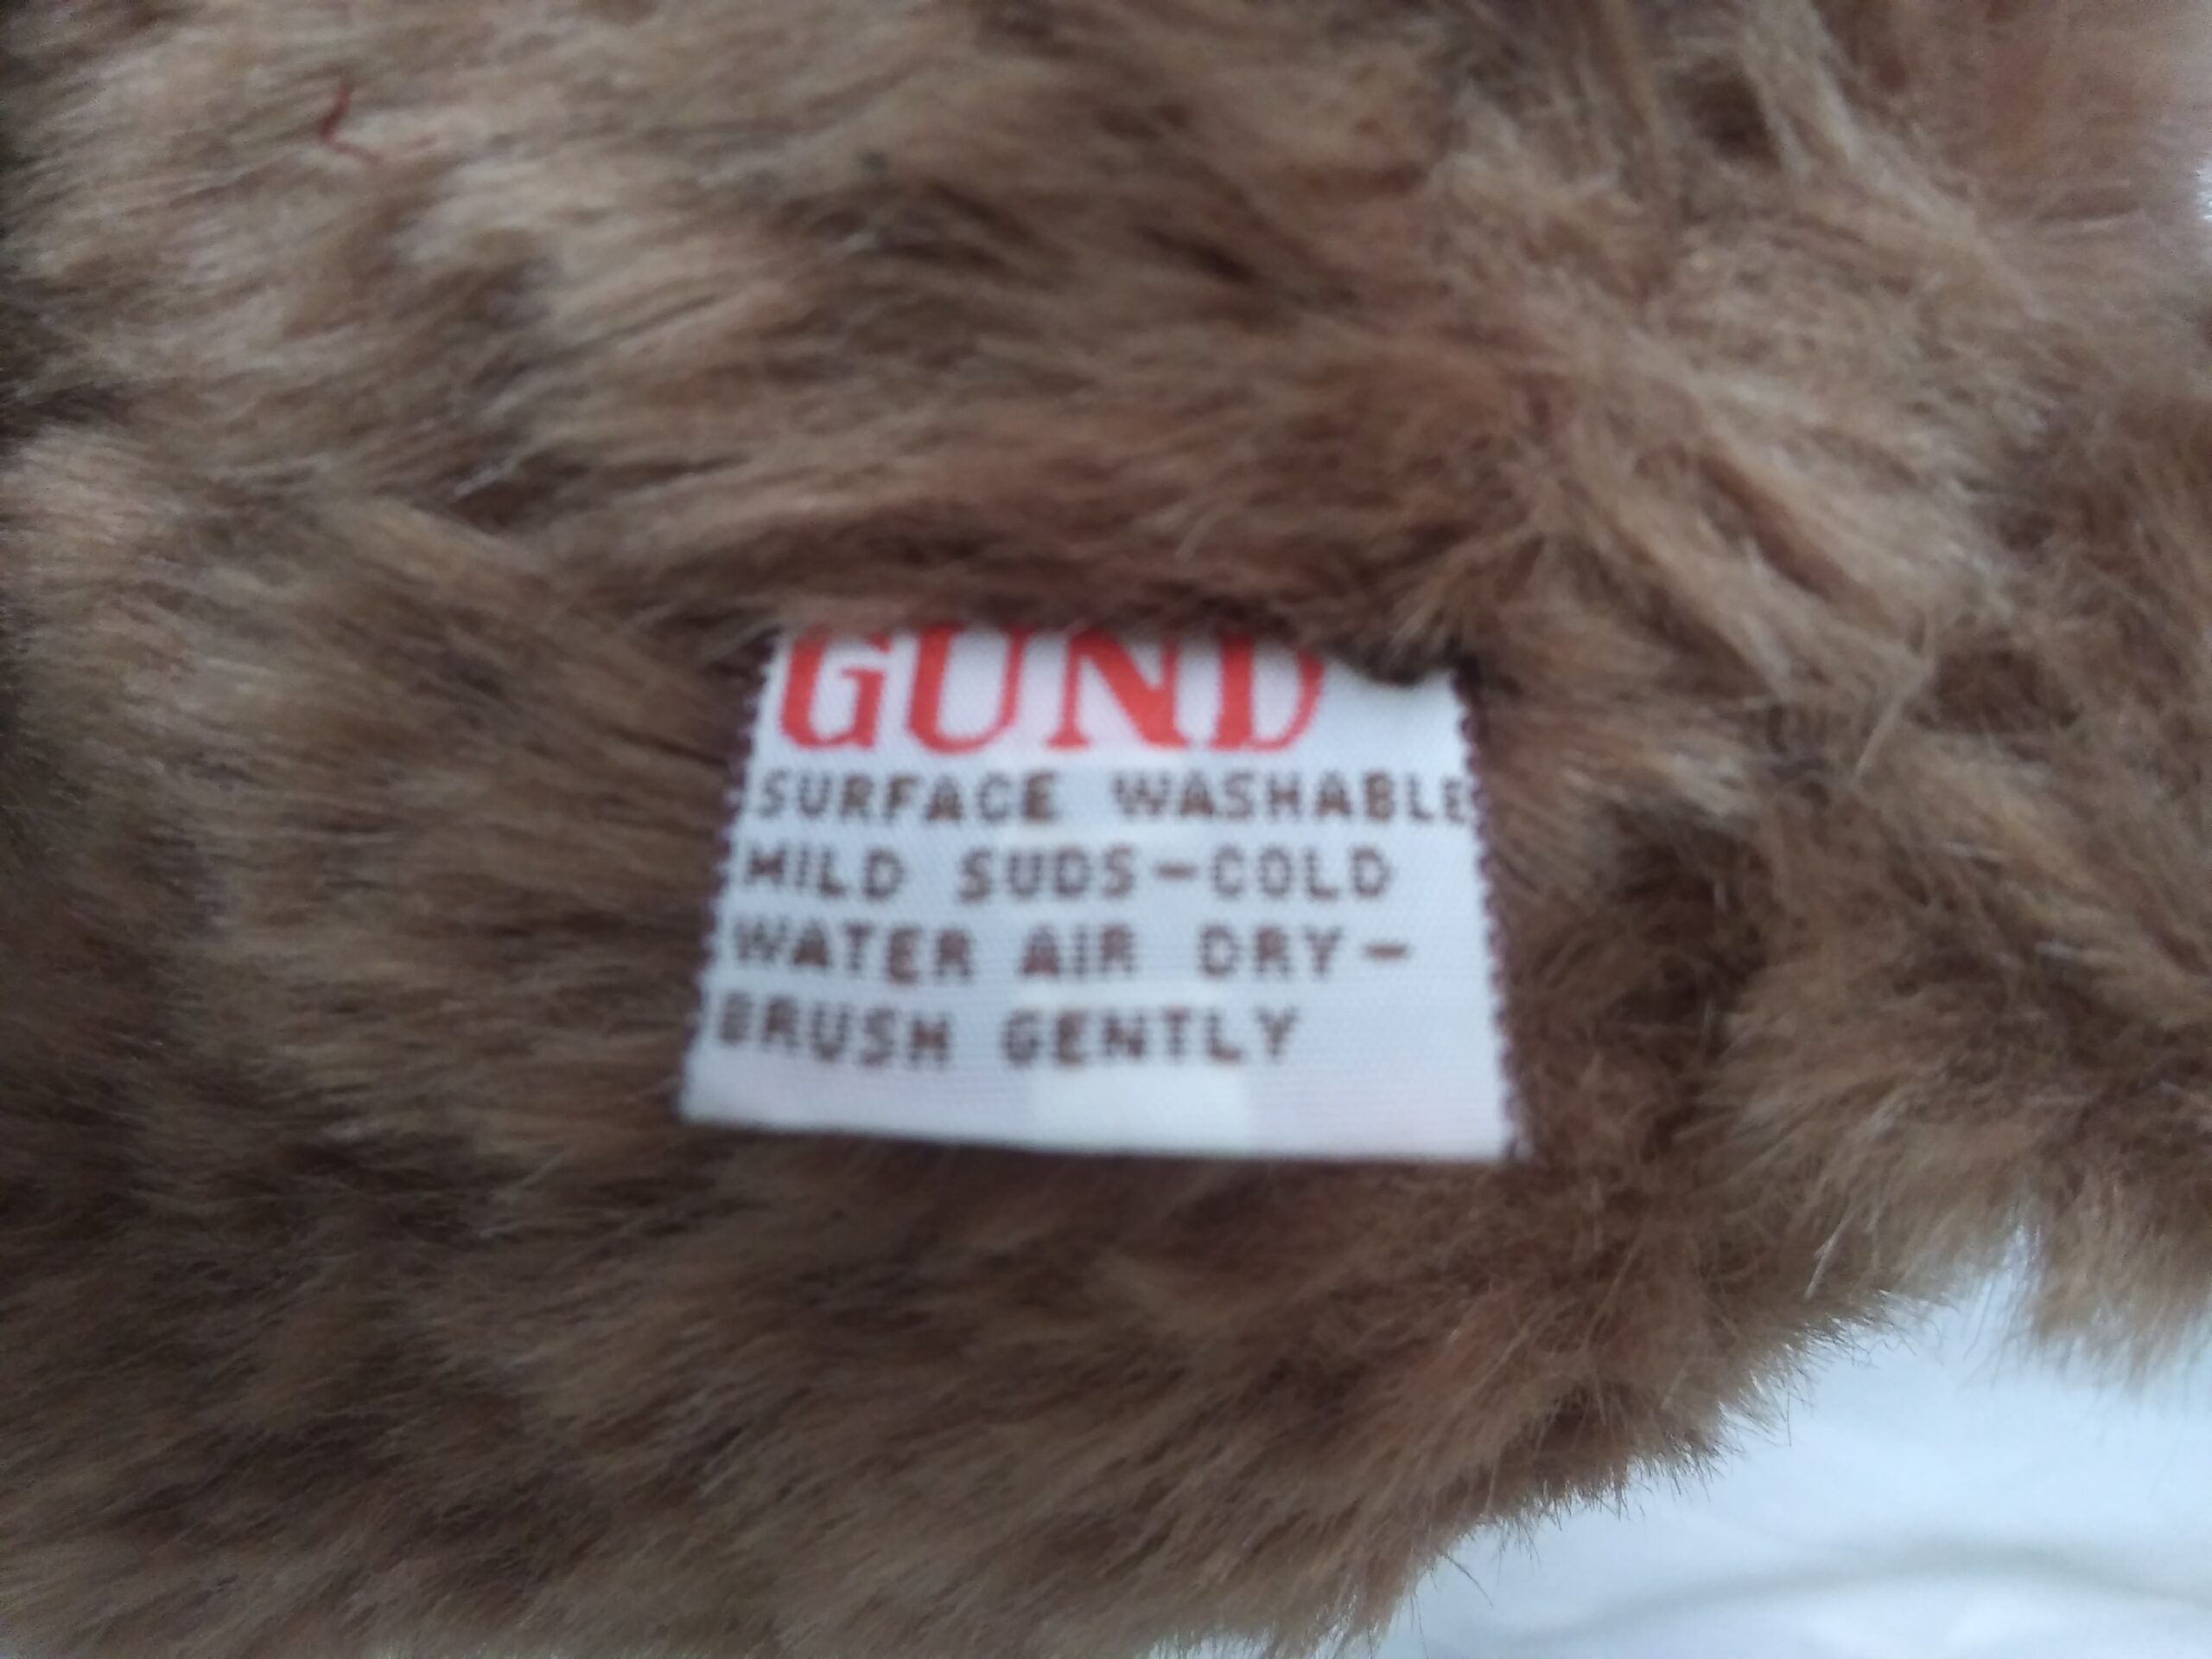 GUND
SURFACE WASHABLE
MILD SUDS-COLD
WATER AIR DRY-
BRUSH GENTLY